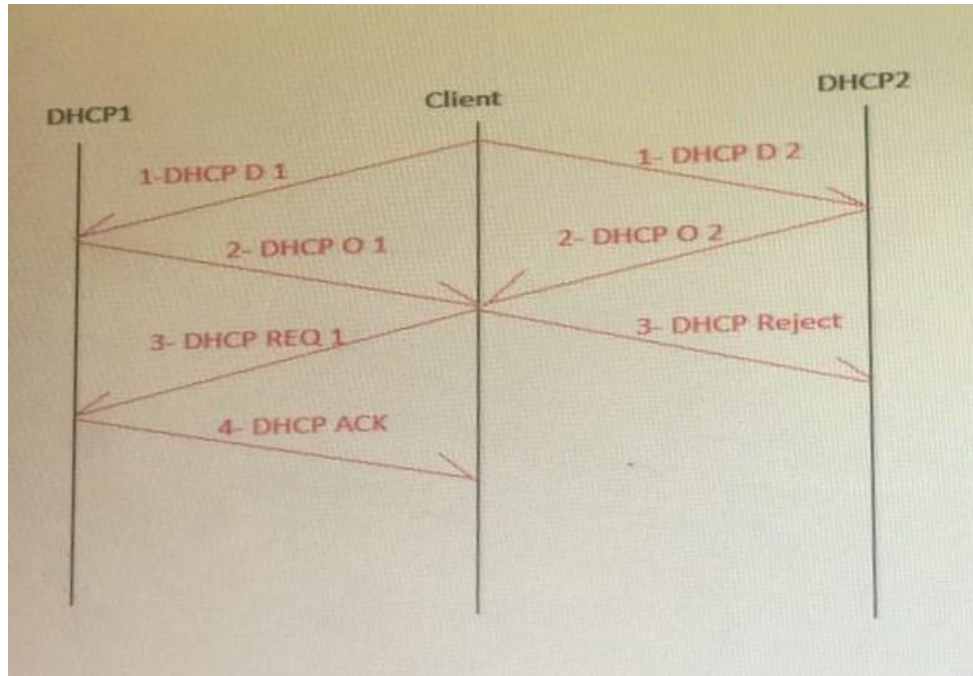 DHCP1
Client
DHCP2
1-DHCP D 1
1- DHCP D 2
2- DHCP O 1
2- DHCP O 2
3- DHCP REQ 1
3- DHCP Reject
4- DHCP ACK